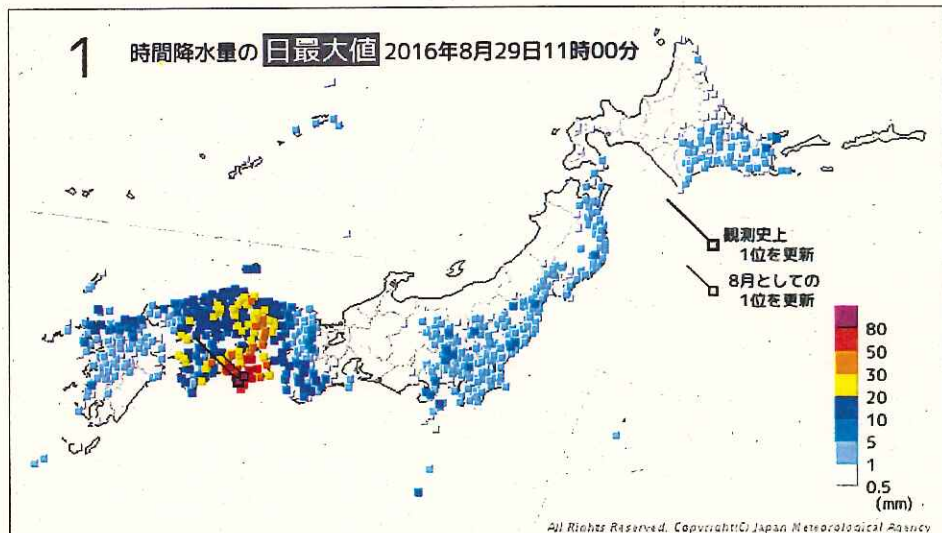 1時間降水量の日最大値 2016年8月29日11時00分
観測史上
1位を更新
8月としての
1位を更新
80
50
30
20
10
5
1
0.5
(mm)
All Rights Reserved, Copyright(C) Japan Meteorological Agency